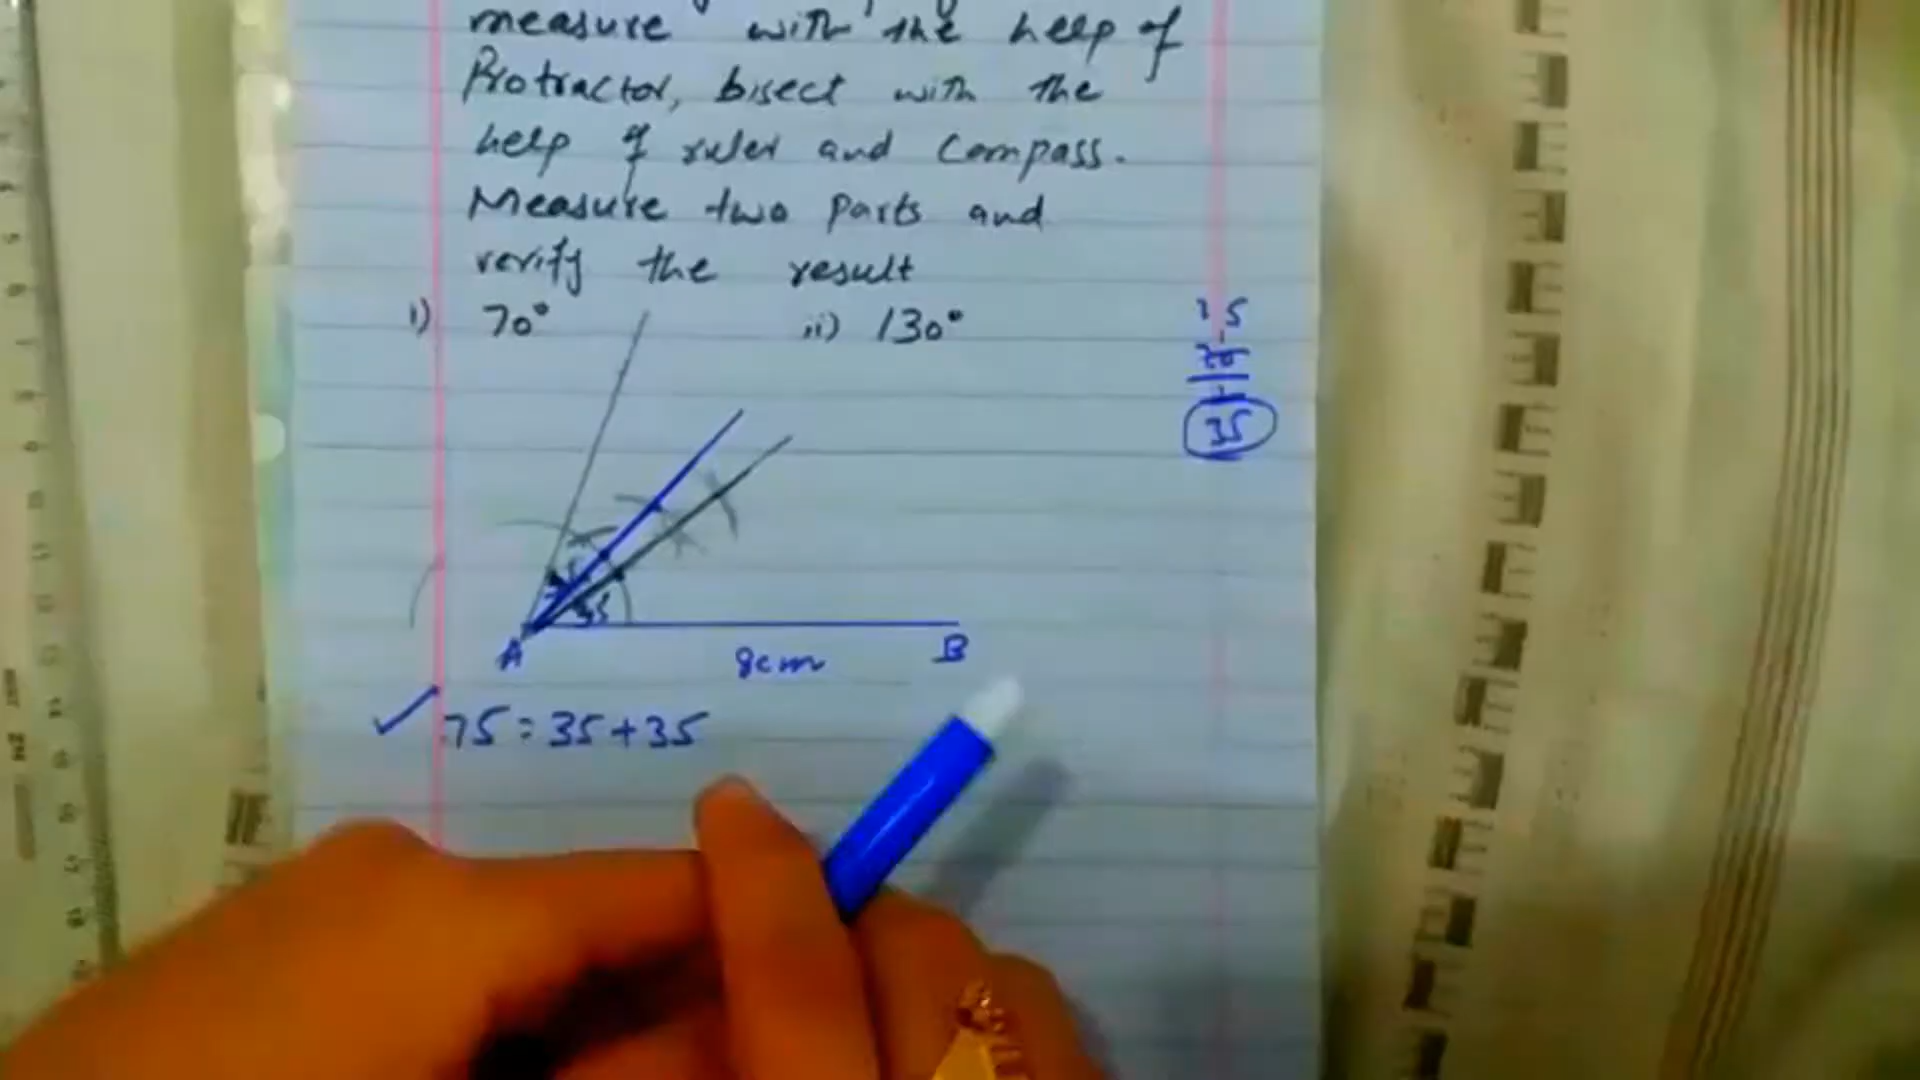 measure with the help of
Protractor, bisect with the
help of ruler and Compass.
Measure two parts and
verify the result
i) 70° ii) 130°
35
35
A 8cm B
75 = 35 + 35